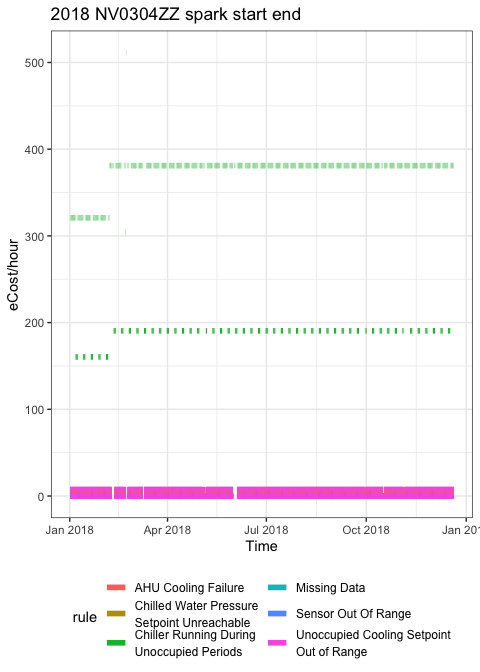 2018 NV0304ZZ spark start end
500
400
300
200
100
0
eCost/hour
Jan 2018
Apr 2018
Jul 2018
Oct 2018
Jan 20
Time
rule
AHU Cooling Failure
Chilled Water Pressure
Setpoint Unreachable
Chiller Running During
Unoccupied Periods
Missing Data
Sensor Out Of Range
Unoccupied Cooling Setpoint
Out of Range